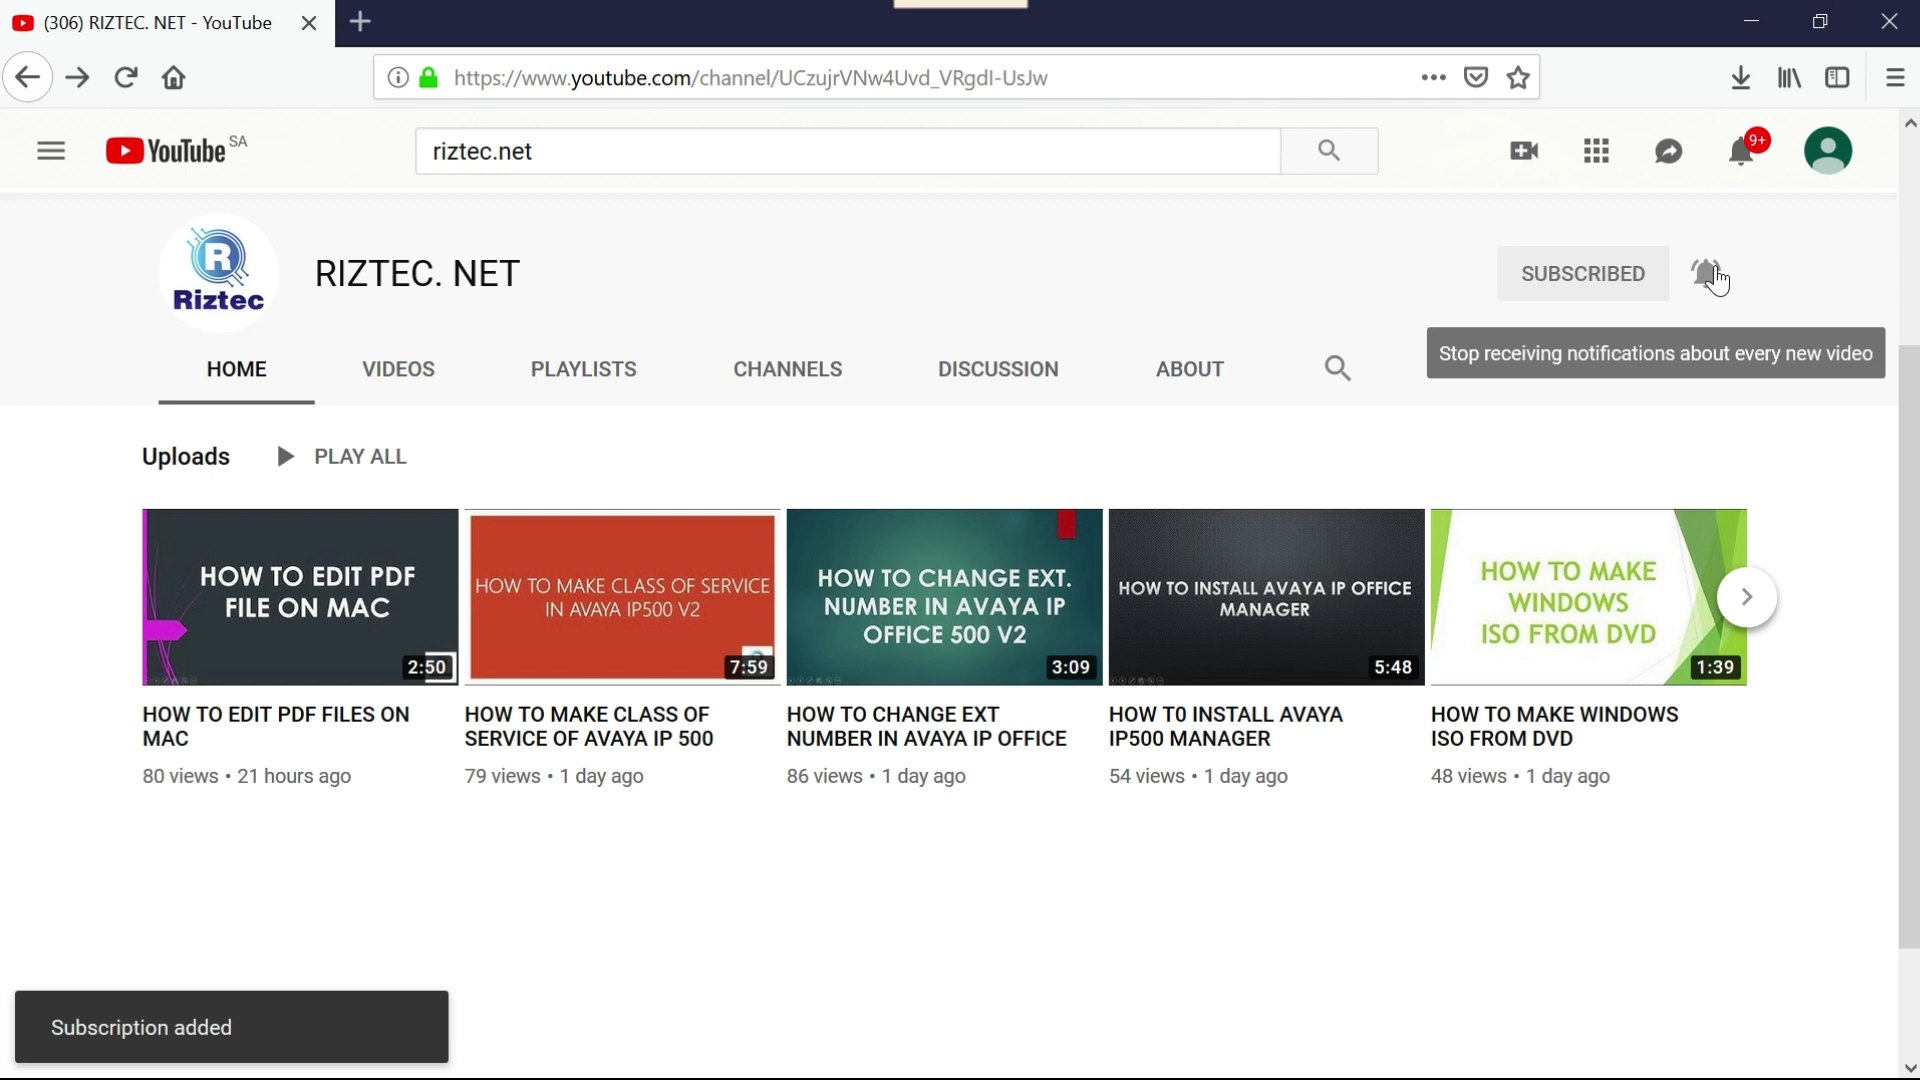 (306) RIZTEC. NET - YouTube
https://www.youtube.com/channel/UCzujrVNw4Uvd_VRgdI-UsJw
YouTube SA
riztec.net
9+
R
Riztec
RIZTEC. NET
SUBSCRIBED
HOME VIDEOS PLAYLISTS CHANNELS DISCUSSION ABOUT
Stop receiving notifications about every new video
Uploads PLAY ALL
HOW TO EDIT PDF
FILE ON MAC
2:50
HOW TO MAKE CLASS OF SERVICE
IN AVAYA IP500 V2
7:59
HOW TO CHANGE EXT.
NUMBER IN AVAYA IP
OFFICE 500 V2
3:09
HOW TO INSTALL AVAYA IP OFFICE
MANAGER
5:48
HOW TO MAKE
WINDOWS
ISO FROM DVD
1:39
HOW TO EDIT PDF FILES ON
MAC
80 views • 21 hours ago
HOW TO MAKE CLASS OF
SERVICE OF AVAYA IP 500
79 views • 1 day ago
HOW TO CHANGE EXT
NUMBER IN AVAYA IP OFFICE
86 views • 1 day ago
HOW T0 INSTALL AVAYA
IP500 MANAGER
54 views • 1 day ago
HOW TO MAKE WINDOWS
ISO FROM DVD
48 views • 1 day ago
Subscription added